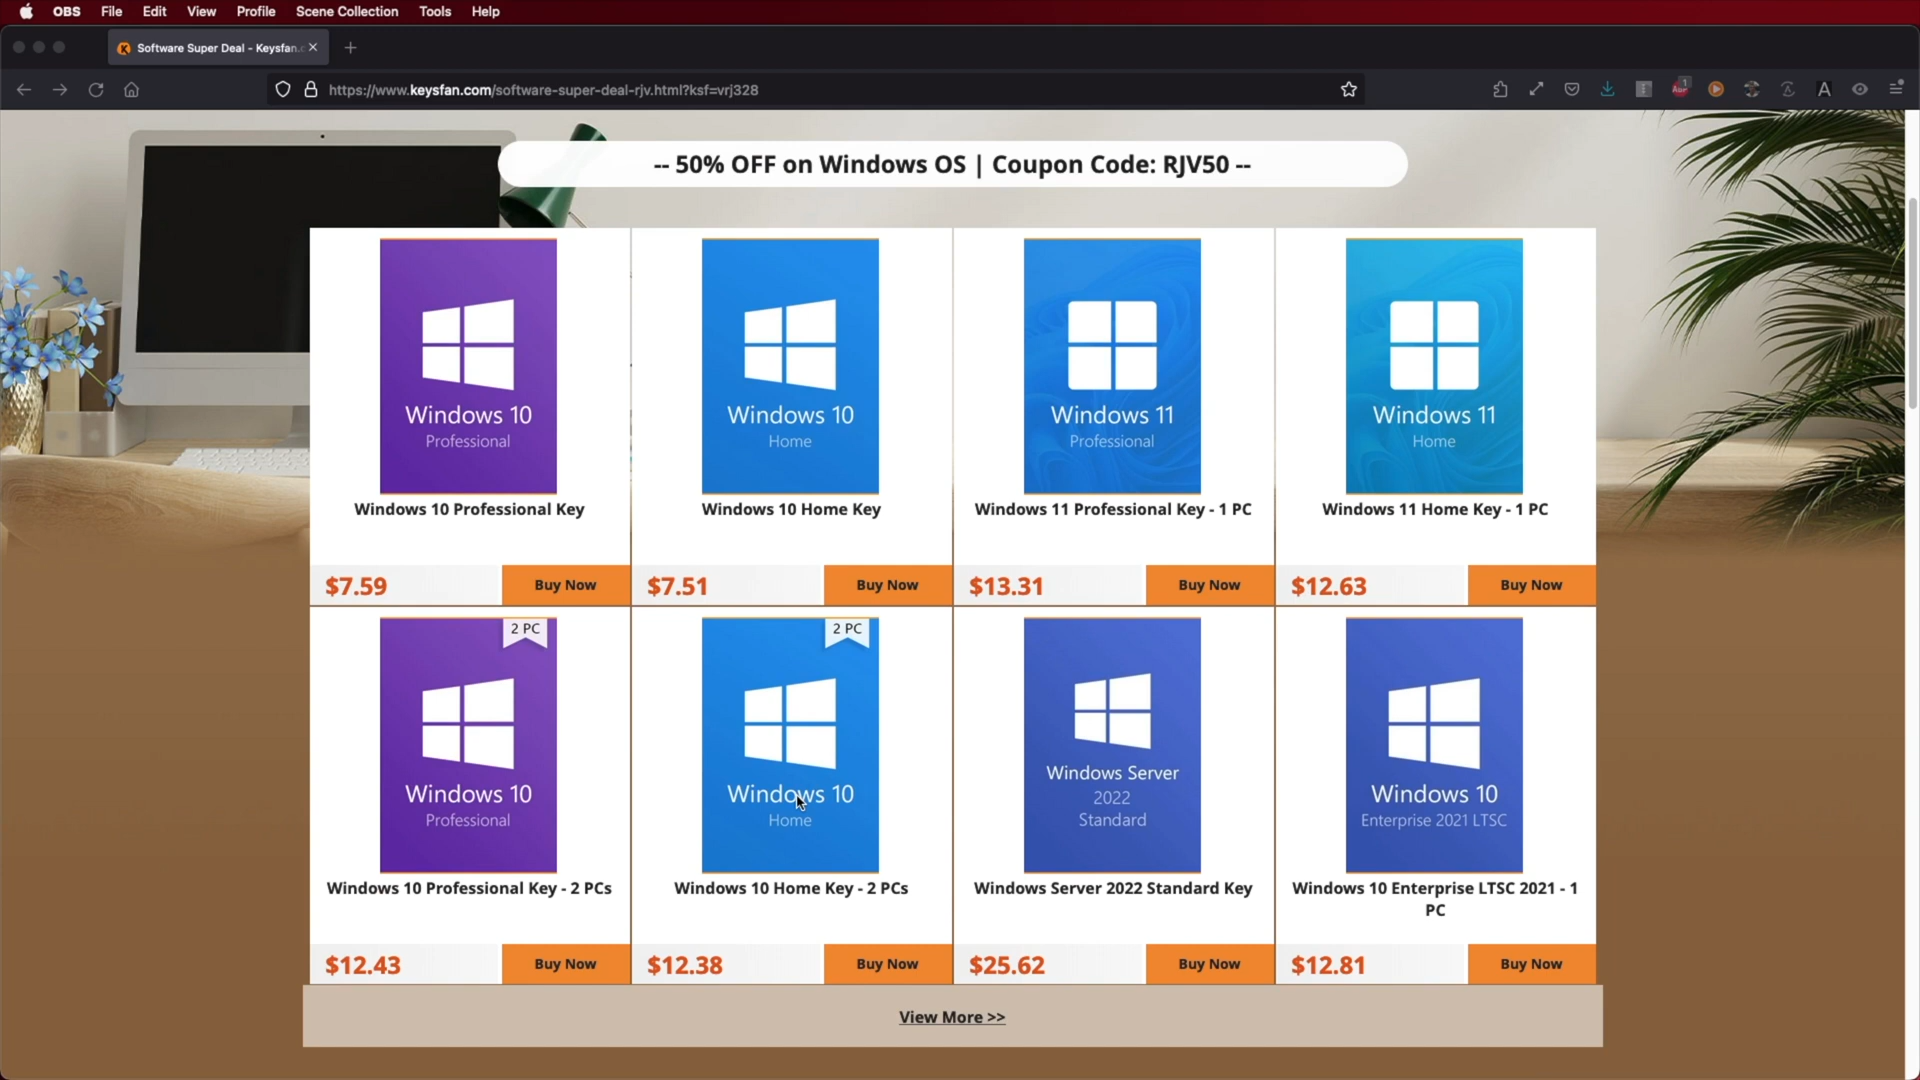 OBS File Edit View Profile Scene Collection Tools Help
Software Super Deal - Keysfan.c
https://www.keysfan.com/software-super-deal-rjv.html?ksf=vrj328
-- 50% OFF on Windows OS | Coupon Code: RJV50 --
Windows 10
Professional
Windows 10 Professional Key
$7.59 Buy Now
Windows 10
Home
Windows 10 Home Key
$7.51 Buy Now
Windows 11
Professional
Windows 11 Professional Key - 1 PC
$13.31 Buy Now
Windows 11
Home
Windows 11 Home Key - 1 PC
$12.63 Buy Now
2 PC
Windows 10
Professional
Windows 10 Professional Key - 2 PCs
$12.43 Buy Now
2 PC
Windows 10
Home
Windows 10 Home Key - 2 PCs
$12.38 Buy Now
Windows Server
2022
Standard
Windows Server 2022 Standard Key
$25.62 Buy Now
Windows 10
Enterprise 2021 LTSC
Windows 10 Enterprise LTSC 2021 - 1
PC
$12.81 Buy Now
View More >>